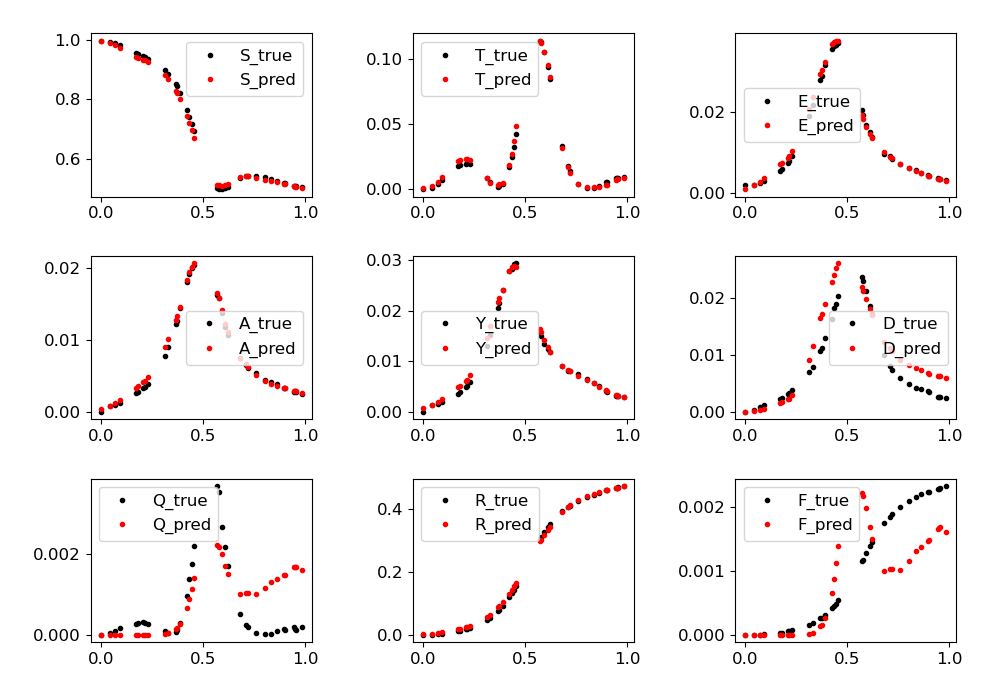 1.0
0.8
0.6
0.0 0.5 1.0
S_true
S_pred
0.10
0.05
0.00
0.0 0.5 1.0
T_true
T_pred
0.02
0.00
0.0 0.5 1.0
E_true
E_pred
0.02
0.01
0.00
0.0 0.5 1.0
A_true
A_pred
0.03
0.02
0.01
0.00
0.0 0.5 1.0
Y_true
Y_pred
0.02
0.01
0.00
0.0 0.5 1.0
D_true
D_pred
0.002
0.000
0.0 0.5 1.0
Q_true
Q_pred
0.4
0.2
0.0
0.0 0.5 1.0
R_true
R_pred
0.002
0.001
0.000
0.0 0.5 1.0
F_true
F_pred